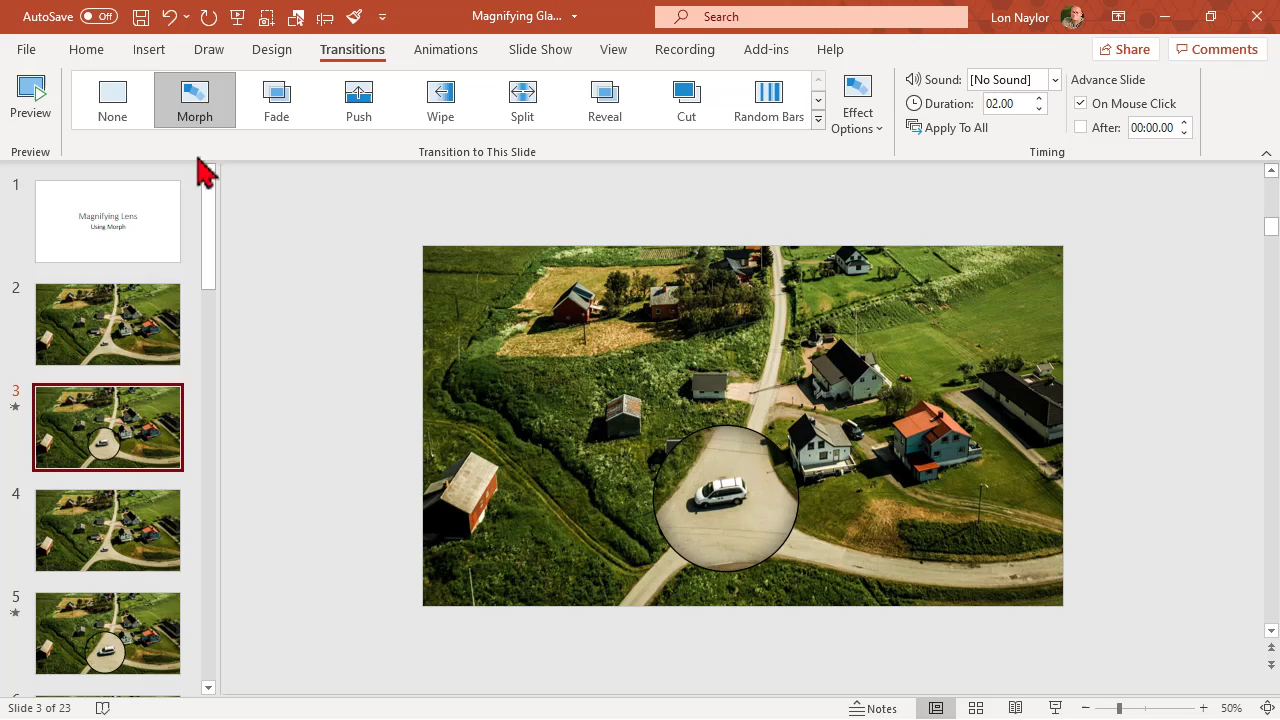 AutoSave Off Magnifying Gla... Search Lon Naylor
File Home Insert Draw Design Transitions Animations Slide Show Review View Recording Add-ins Help Share Comments
Preview
None Morph Fade Push Wipe Split Reveal Cut Random Bars
Effect Options
Sound: [No Sound]
Duration: 02.00
Apply To All
Advance Slide
On Mouse Click
After: 00:00.00
Preview Transition to This Slide Timing
1
Magnifying Lens
Using Morph
2
3
4
5
Slide 3 of 23 Notes 50%